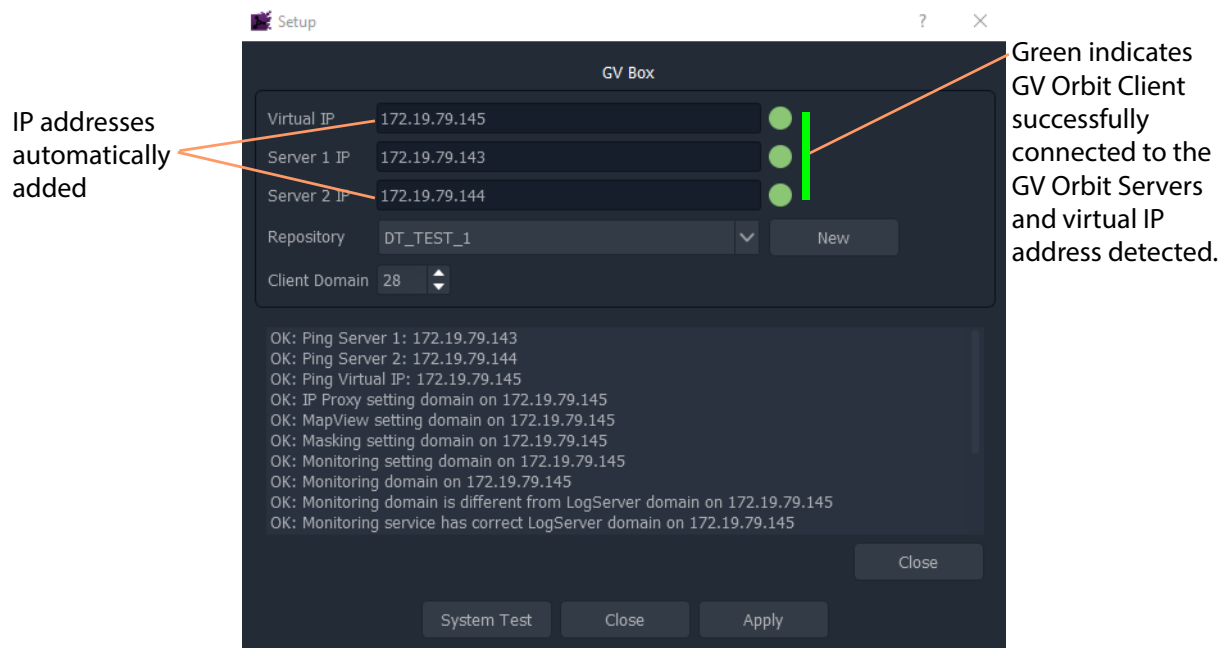 Setup
?
GV Box
IP addresses
automatically
added
Virtual IP 172.19.79.145
Server 1 IP 172.19.79.143
Server 2 IP 172.19.79.144
Repository DT_TEST_1 New
Client Domain 28
Green indicates
GV Orbit Client
successfully
connected to the
GV Orbit Servers
and virtual IP
address detected.
OK: Ping Server 1: 172.19.79.143
OK: Ping Server 2: 172.19.79.144
OK: Ping Virtual IP: 172.19.79.145
OK: IP Proxy setting domain on 172.19.79.145
OK: MapView setting domain on 172.19.79.145
OK: Masking setting domain on 172.19.79.145
OK: Monitoring setting domain on 172.19.79.145
OK: Monitoring domain on 172.19.79.145
OK: Monitoring domain is different from LogServer domain on 172.19.79.145
OK: Monitoring service has correct LogServer domain on 172.19.79.145
Close
System Test Close Apply